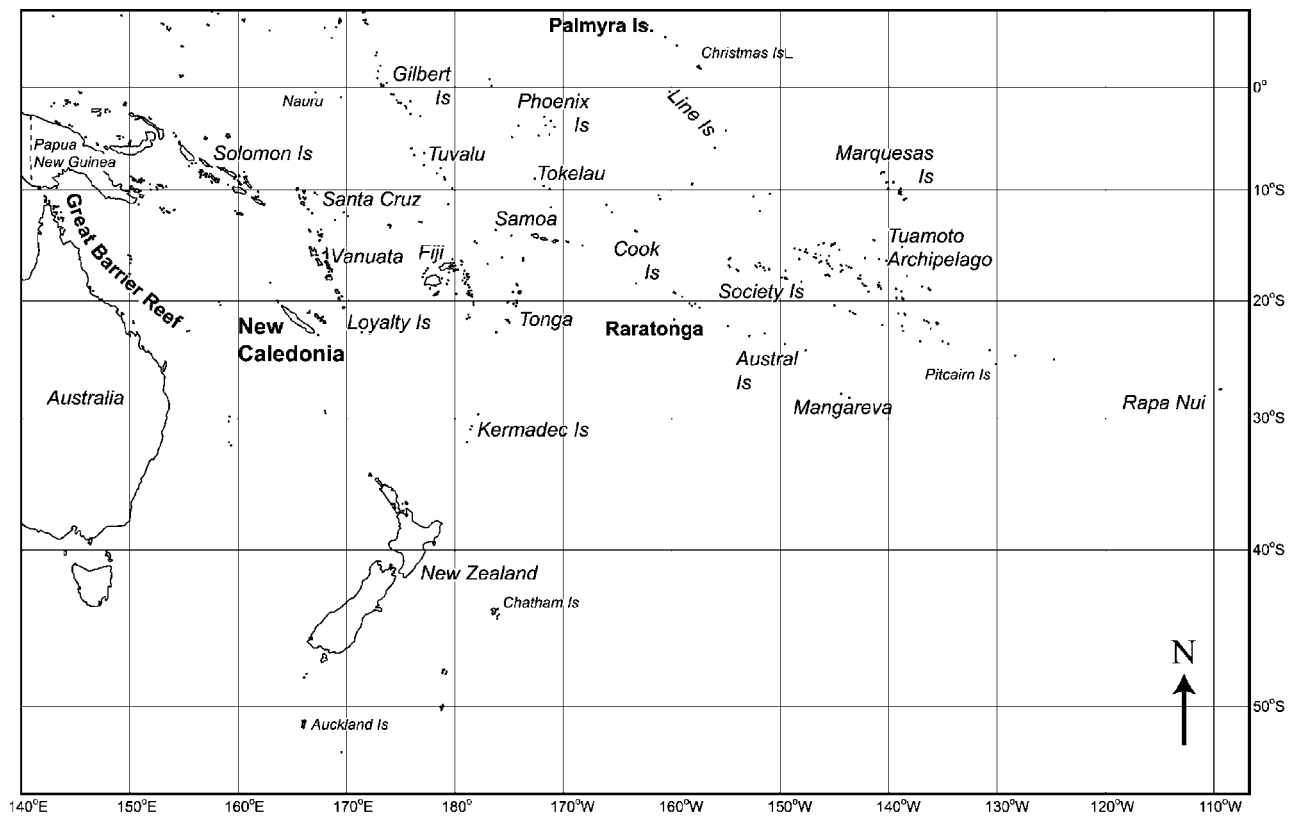 Palmyra Is.
Christmas Is
Gilbert
Is
0°
Nauru
Phoenix
Is
Line Is
Papua
New Guinea
Solomon Is
Tuvalu
Marquesas
Is
Tokelau
10°S
Santa Cruz
Great Barrier Reef
Samoa
Vanuata
Fiji
Cook
Is
Tuamoto
Archipelago
Society Is
20°S
New
Caledonia
Loyalty Is
Tonga
Raratonga
Austral
Is
Pitcairn Is
Australia
Mangareva
Rapa Nui
30°S
Kermadec Is
40°S
New Zealand
Chatham Is
N
50°S
Auckland Is
140°E 150°E 160°E 170°E 180° 170°W 160°W 150°W 140°W 130°W 120°W 110°W